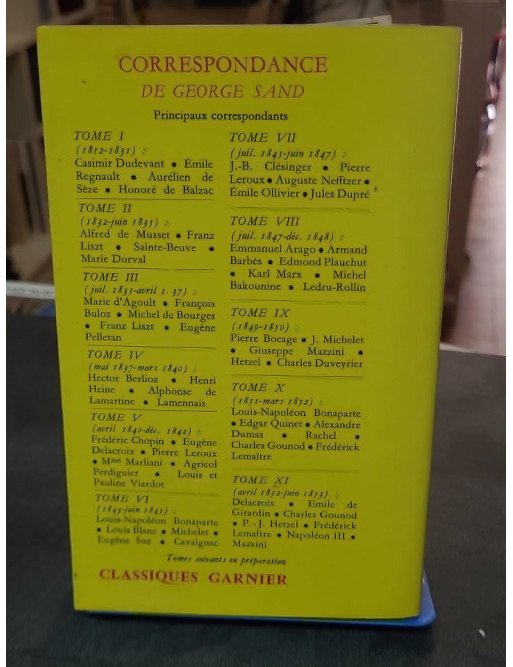 CORRESPONDANCE
DE GEORGE SAND
Principaux correspondants
TOME I
(1812-1831) :
Casimir Dudevant • Émile
Regnault • Aurélien de
Sèze • Honoré de Balzac
TOME II
(1832-juin 1835) :
Alfred de Musset • Franz
Liszt • Sainte-Beuve •
Marie Dorval
TOME III
(juil. 1835-avril 1. 37) :
Marie d'Agoult • François
Buloz • Michel de Bourges
• Franz Liszt • Eugène
Pelletan
TOME IV
(mai 1837-mars 1840) :
Hector Berlioz • Henri
Heine • Alphonse de
Lamartine • Lamennais
TOME V
(avril 1840-déc. 1842) :
Frédéric Chopin • Eugène
Delacroix • Pierre Leroux
• Mme Marliani • Agricol
Perdiguier • Louis et
Pauline Viardot
TOME VI
(1843-juin 1845) :
Louis-Napoléon Bonaparte
• Louis Blanc • Michelet •
Eugène Sue • Cavaignac
TOME VII
(juil. 1845-juin 1847) :
J.-B. Clésinger • Pierre
Leroux • Auguste Nefftzer •
Émile Ollivier • Jules Dupré
TOME VIII
(juil. 1847-déc. 1848) :
Emmanuel Arago • Armand
Barbès • Edmond Plauchut
• Karl Marx • Michel
Bakounine • Ledru-Rollin
TOME IX
(1849-1850) :
Pierre Bocage • J. Michelet
• Giuseppe Mazzini •
Hetzel • Charles Duveyrier
TOME X
(1851-mars 1852) :
Louis-Napoléon Bonaparte
• Edgar Quinet • Alexandre
Dumas • Rachel •
Charles Gounod • Frédérick
Lemaître
TOME XI
(avril 1852-juin 1853) :
Delacroix • Emile de
Girardin • Charles Gounod
• P.-J. Hetzel • Frédérick
Lemaître • Napoléon III •
Mazzini
Tomes suivants en préparation
CLASSIQUES GARNIER